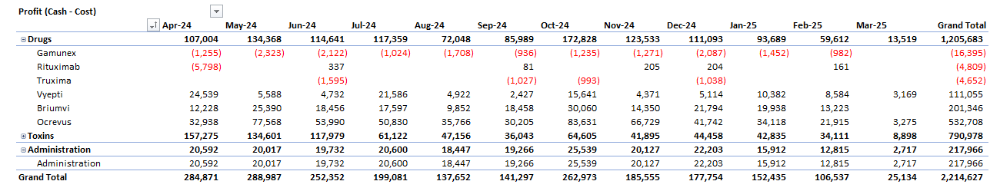 Profit (Cash - Cost)
Apr-24 May-24 Jun-24 Jul-24 Aug-24 Sep-24 Oct-24 Nov-24 Dec-24 Jan-25 Feb-25 Mar-25 Grand Total
Drugs 107,004 134,368 114,641 117,359 72,048 85,989 172,828 123,533 111,093 93,689 59,612 13,519 1,205,683
Gamunex (1,255) (2,323) (2,122) (1,024) (1,708) (936) (1,235) (1,271) (2,087) (1,452) (982) (16,395)
Rituximab (5,798) 337 81 205 204 161 (4,809)
Truxima (1,595) (1,027) (993) (1,038) (4,652)
Vyepti 24,539 5,588 4,732 21,586 4,922 2,427 15,641 4,371 5,114 10,382 8,584 3,169 111,055
Briumvi 12,228 25,390 18,456 17,597 9,852 18,458 30,060 14,350 21,794 19,938 13,223 201,346
Ocrevus 32,938 77,568 53,990 50,830 35,766 30,205 83,631 66,729 41,742 34,118 21,915 3,275 532,708
Toxins 157,275 134,601 117,979 61,122 47,156 36,043 64,605 41,895 44,458 42,835 34,111 8,898 790,978
Administration 20,592 20,017 19,732 20,600 18,447 19,266 25,539 20,127 22,203 15,912 12,815 2,717 217,966
Administration 20,592 20,017 19,732 20,600 18,447 19,266 25,539 20,127 22,203 15,912 12,815 2,717 217,966
Grand Total 284,871 288,987 252,352 199,081 137,652 141,297 262,973 185,555 177,754 152,435 106,537 25,134 2,214,627